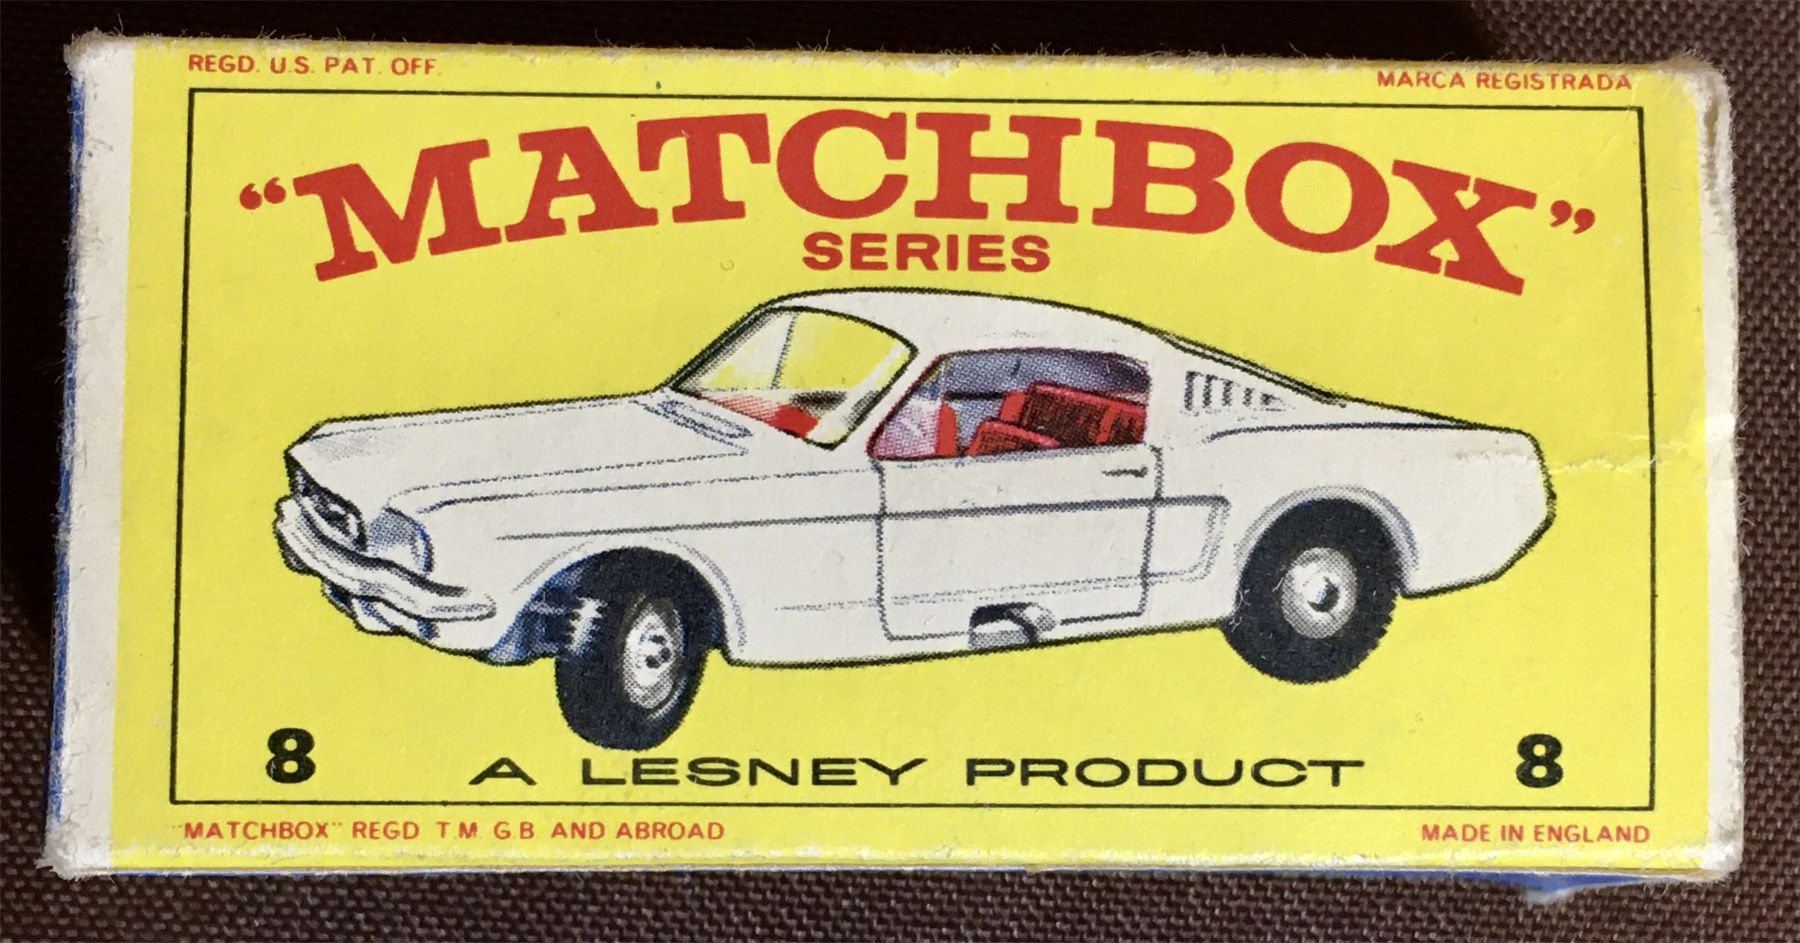 REGD. U.S. PAT. OFF.
MARCA REGISTRADA
“MATCHBOX”
SERIES
8 A LESNEY PRODUCT 8
"MATCHBOX" REGD T.M. G.B. AND ABROAD
MADE IN ENGLAND